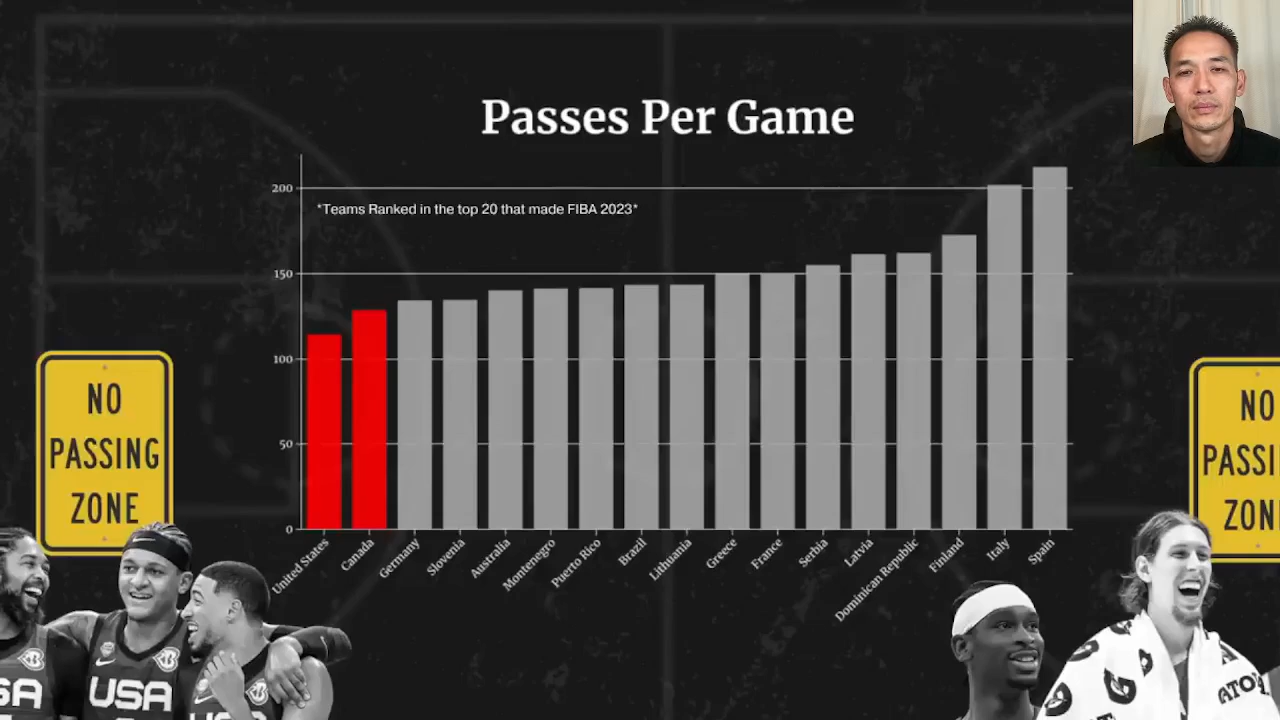 Passes Per Game
200
*Teams Ranked in the top 20 that made FIBA 2023*
150
100
50
0
United States
Canada
Germany
Slovenia
Australia
Montenegro
Puerto Rico
Brazil
Lithuania
Greece
France
Serbia
Latvia
Dominican Republic
Finland
Italy
Spain
NO
PASSING
ZONE
NO
PASSI
ZON
SA
USA